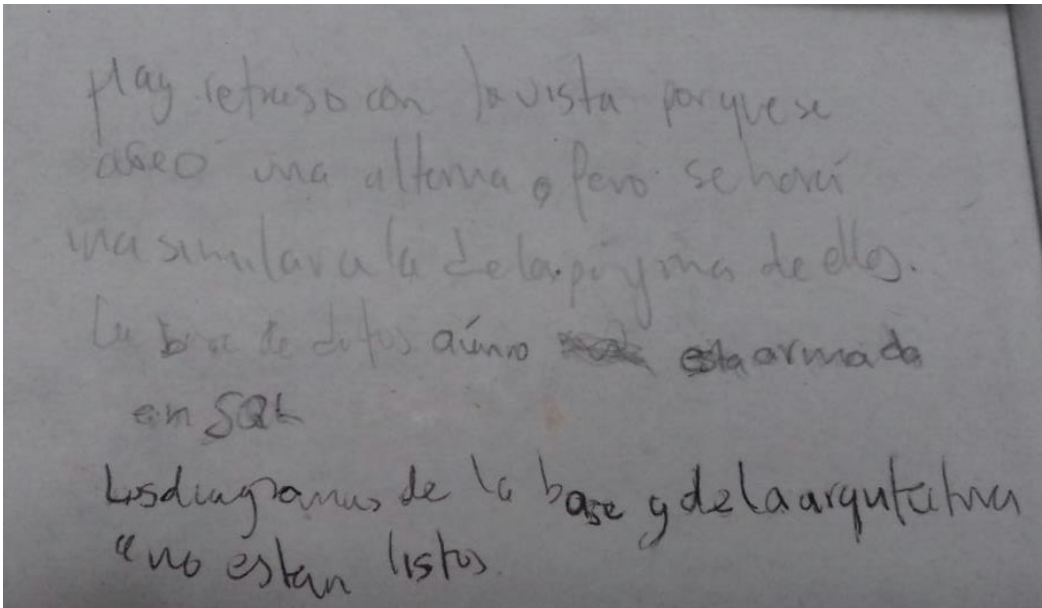 Hay retraso con la vista porque se
una alterna, pero se hará
una similar a la de la página de ellos.
La base de datos aún no esta armada
en SQL
Los diagramas de la base y de la arquitectura
no estan listos.